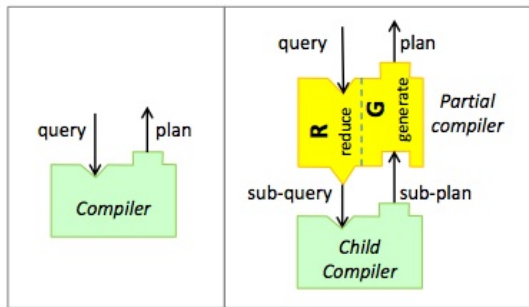 query
plan
Compiler
query
plan
R
reduce
G
generate
Partial
compiler
sub-query
sub-plan
Child
Compiler